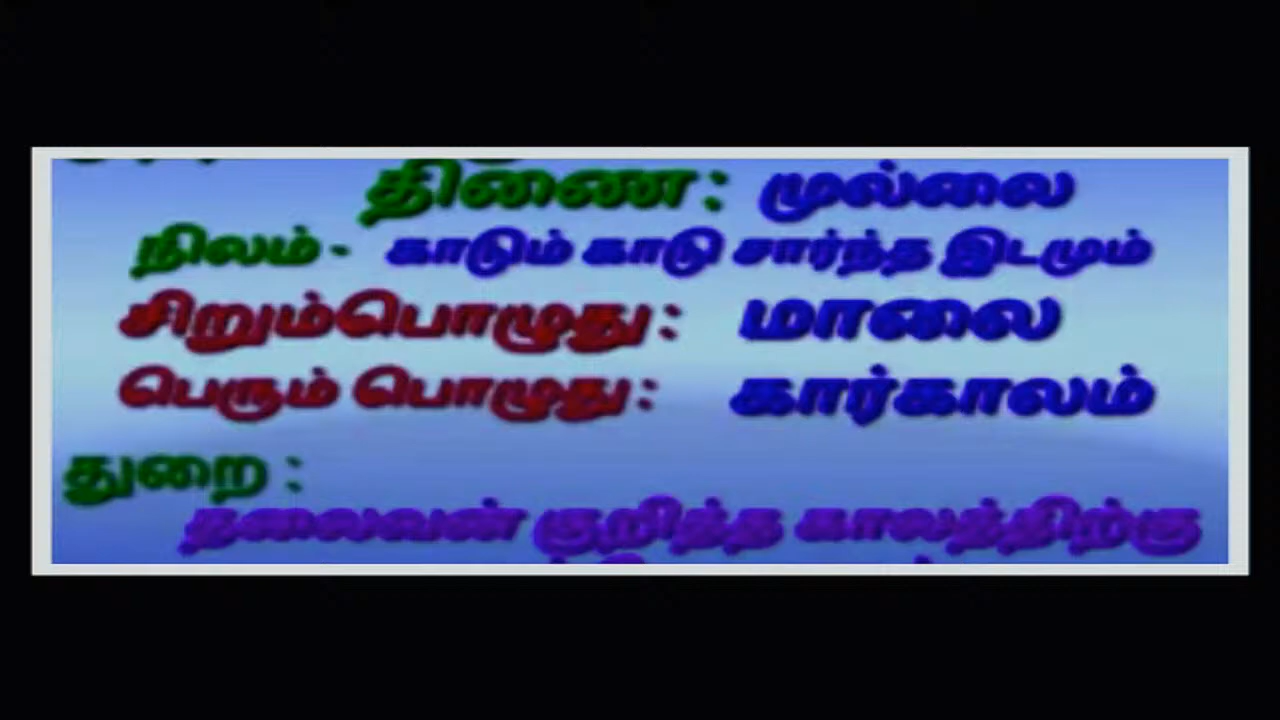 திணை : முல்லை
நிலம் - காடும் காடு சார்ந்த இடமும்
சிறும்பொழுது : மாலை
பெரும் பொழுது : கார்காலம்
துறை :
தலைவன் குறித்த காலத்திற்கு